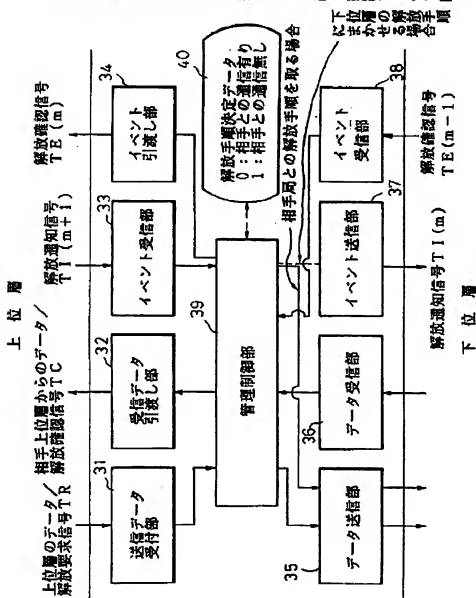 上位層
上位層のデータ/
解放要求信号TR
相手上位層からのデータ/
解放確認信号TC
解放通知信号
TI(m+1)
解放確認信号
TE(m)
31
送信データ
受付部
32
受信データ
引渡し部
33
イベント受信部
34
イベント
引渡し部
39
管理制御部
40
解放手順決定データ
0:相手との通信有り
1:相手との通信無し
相手局との解放手順を取る場合
下位層の解放手順
にまかせる場合
35
データ送信部
36
データ受信部
37
イベント送信部
38
イベント
受信部
解放通知信号TI(m)
解放確認信号
TE(m-1)
下位層